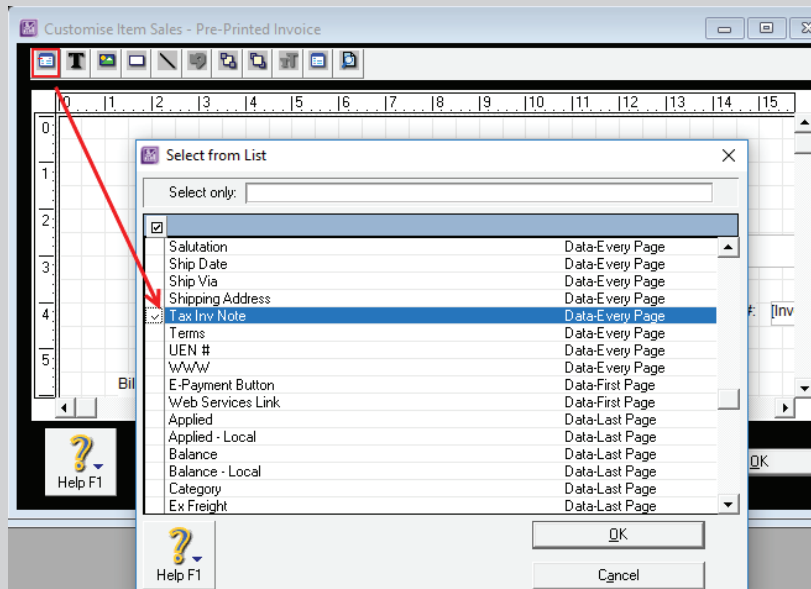 Customise Item Sales - Pre-Printed Invoice
T T
0 1 2 3 4 5 6 7 8 9 10 11 12 13 14 15
0
1
2
3
4
5
Select from List
Select only:
Salutation Data-Every Page
Ship Date Data-Every Page
Ship Via Data-Every Page
Shipping Address Data-Every Page
Tax Inv Note Data-Every Page
#: [Inv
Terms Data-Every Page
UEN # Data-Every Page
WWW Data-Every Page
Bil
E-Payment Button Data-First Page
Web Services Link Data-First Page
Applied Data-Last Page
Applied - Local Data-Last Page
Balance Data-Last Page
Balance - Local Data-Last Page
Category Data-Last Page
Ex Freight Data-Last Page
Help F1
OK
OK
Help F1
Cancel